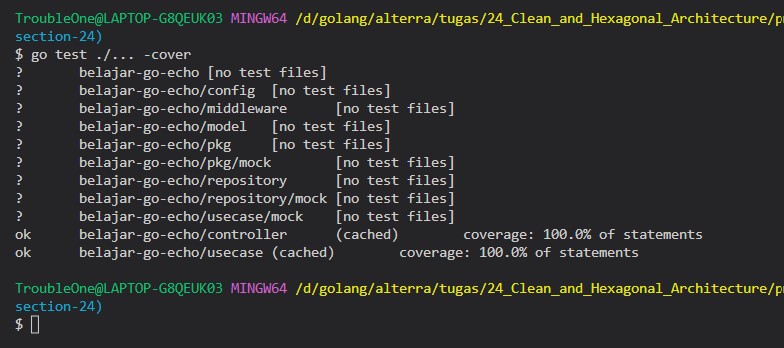 TroubleOne@LAPTOP-G8QEUK03 MINGW64 /d/golang/alterra/tugas/24_Clean_and_Hexagonal_Architecture/p
section-24)
$ go test ./... -cover
? belajar-go-echo [no test files]
? belajar-go-echo/config [no test files]
? belajar-go-echo/middleware [no test files]
? belajar-go-echo/model [no test files]
? belajar-go-echo/pkg [no test files]
? belajar-go-echo/pkg/mock [no test files]
? belajar-go-echo/repository [no test files]
? belajar-go-echo/repository/mock [no test files]
? belajar-go-echo/usecase/mock [no test files]
ok belajar-go-echo/controller (cached) coverage: 100.0% of statements
ok belajar-go-echo/usecase (cached) coverage: 100.0% of statements
TroubleOne@LAPTOP-G8QEUK03 MINGW64 /d/golang/alterra/tugas/24_Clean_and_Hexagonal_Architecture/p
section-24)
$